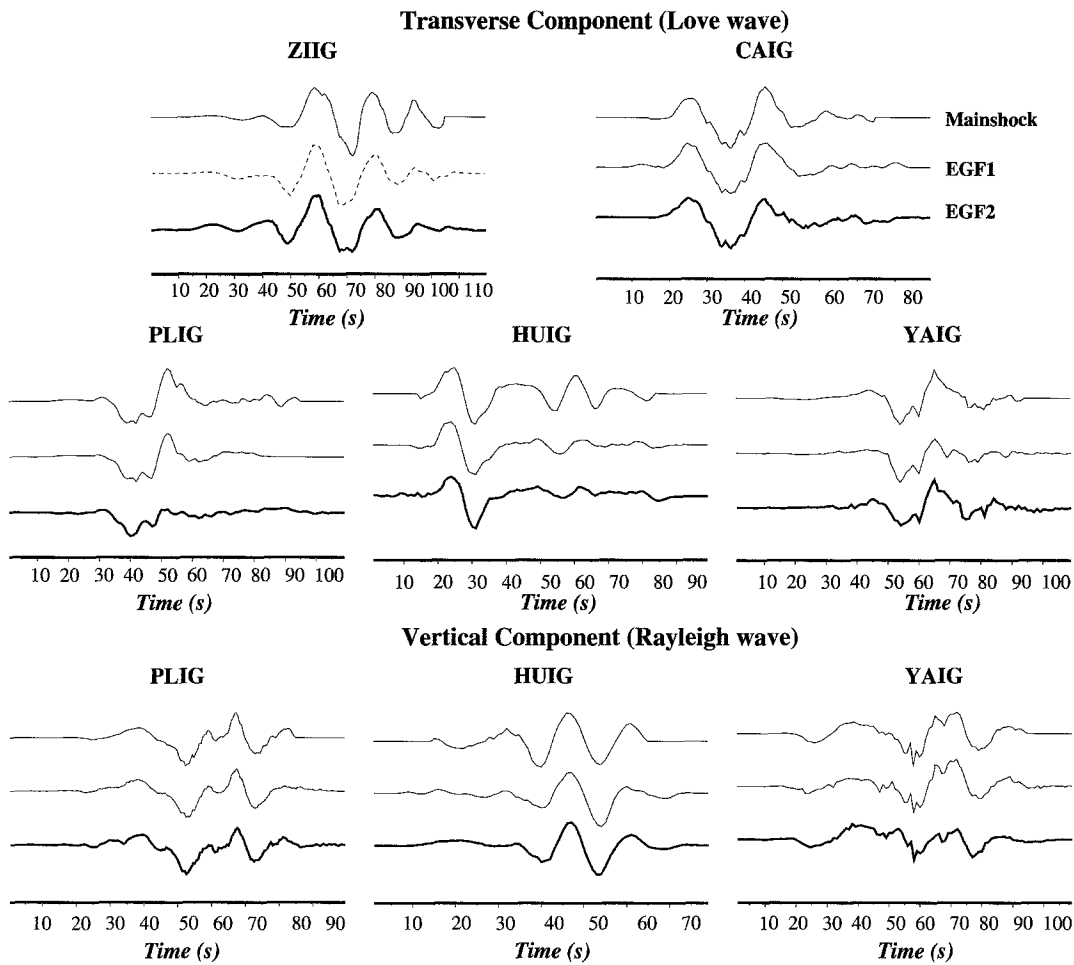 Transverse Component (Love wave)
ZIIG
CAIG
Mainshock
EGF1
EGF2
10 20 30 40 50 60 70 80 90 100 110
Time (s)
10 20 30 40 50 60 70 80
Time (s)
PLIG
HUIG
YAIG
10 20 30 40 50 60 70 80 90 100
Time (s)
10 20 30 40 50 60 70 80 90
Time (s)
10 20 30 40 50 60 70 80 90 100
Time (s)
Vertical Component (Rayleigh wave)
PLIG
HUIG
YAIG
10 20 30 40 50 60 70 80 90
Time (s)
10 20 30 40 50 60 70
Time (s)
10 20 30 40 50 60 70 80 90 100
Time (s)